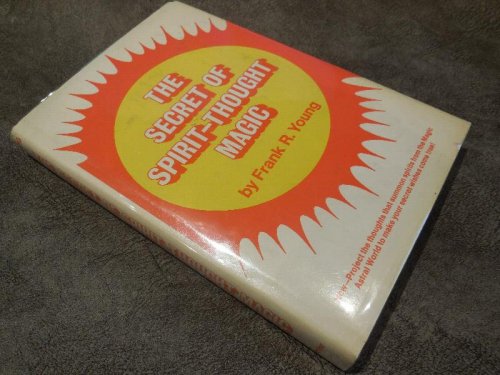 THE
SECRET OF
SPIRIT-THOUGHT
MAGIC
by Frank R. Young
Now—Project the thoughts that summon spirits from the Magic
Astral World to make your secret wishes come true!